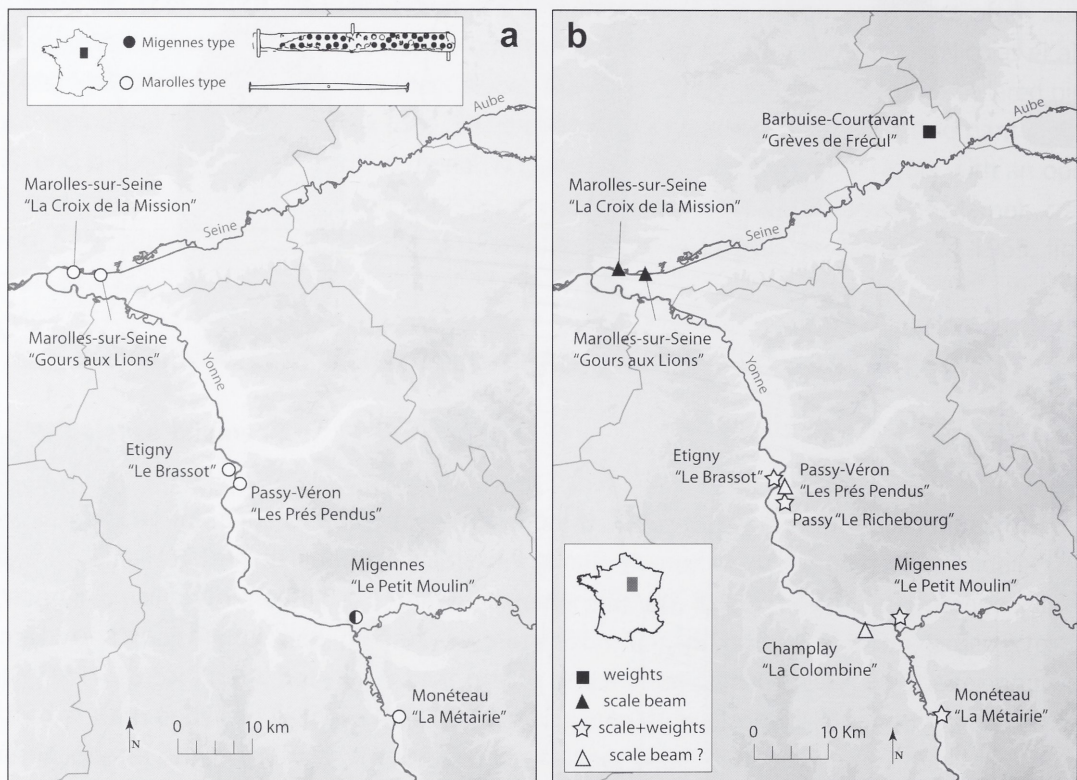 a
Migennes type
Marolles type
Aube
Marolles-sur-Seine
"La Croix de la Mission"
Seine
Marolles-sur-Seine
"Gours aux Lions"
Yonne
Etigny
"Le Brassot"
Passy-Véron
"Les Prés Pendus"
Migennes
"Le Petit Moulin"
Monéteau
"La Métairie"
N
0 10 km
b
Aube
Barbuise-Courtavant
"Grèves de Frécul"
Marolles-sur-Seine
"La Croix de la Mission"
Seine
Marolles-sur-Seine
"Gours aux Lions"
Yonne
Etigny
"Le Brassot"
Passy-Véron
"Les Prés Pendus"
Passy "Le Richebourg"
Migennes
"Le Petit Moulin"
Champlay
"La Colombine"
Monéteau
"La Métairie"
weights
scale beam
scale+weights
scale beam ?
0 10 Km
N